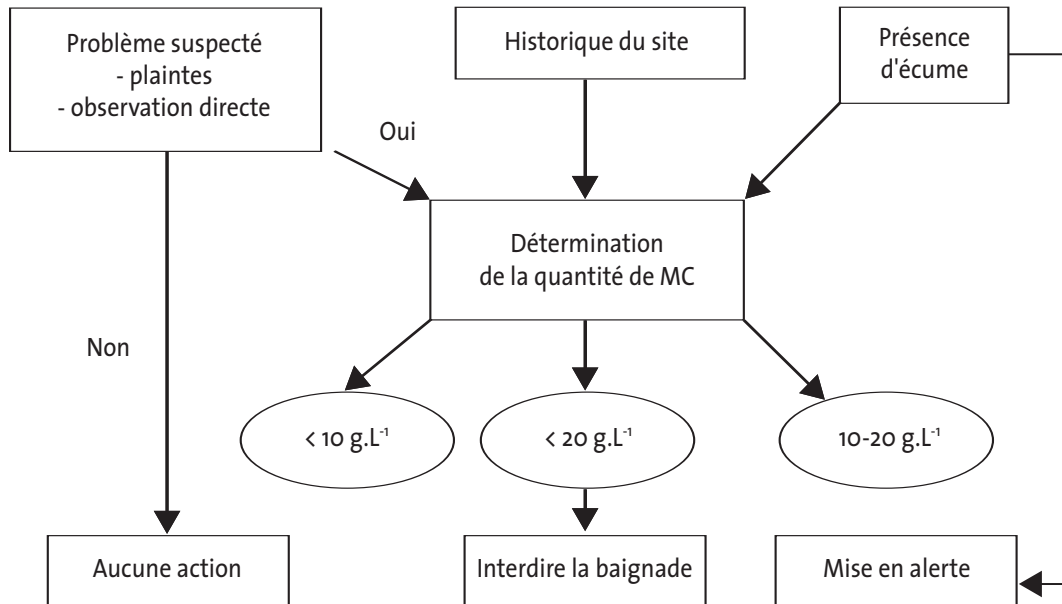 Problème suspecté
- plaintes
- observation directe
Historique du site
Présence
d'écume
Oui
Détermination
de la quantité de MC
Non
< 10 g.L⁻¹
< 20 g.L⁻¹
10-20 g.L⁻¹
Aucune action
Interdire la baignade
Mise en alerte